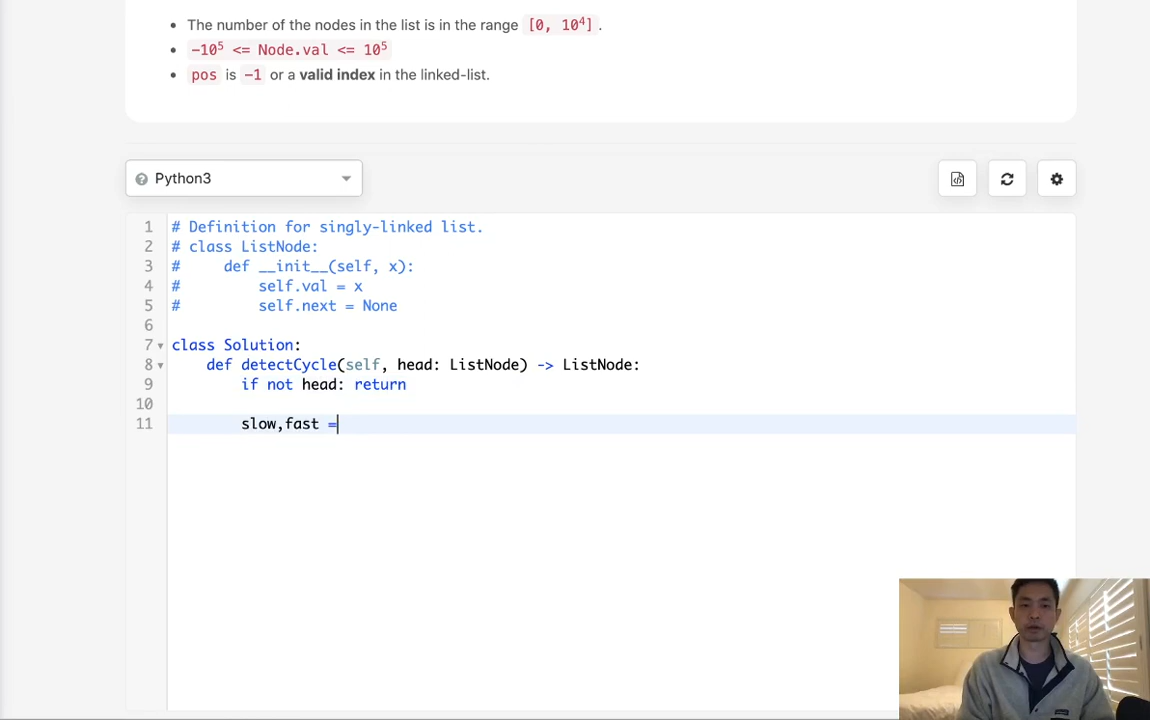 The number of the nodes in the list is in the range [0, 10⁴].
-10⁵ <= Node.val <= 10⁵
pos is -1 or a valid index in the linked-list.
Python3
1 # Definition for singly-linked list.
2 # class ListNode:
3 #     def __init__(self, x):
4 #         self.val = x
5 #         self.next = None
6
7 class Solution:
8     def detectCycle(self, head: ListNode) -> ListNode:
9         if not head: return
10
11         slow,fast =